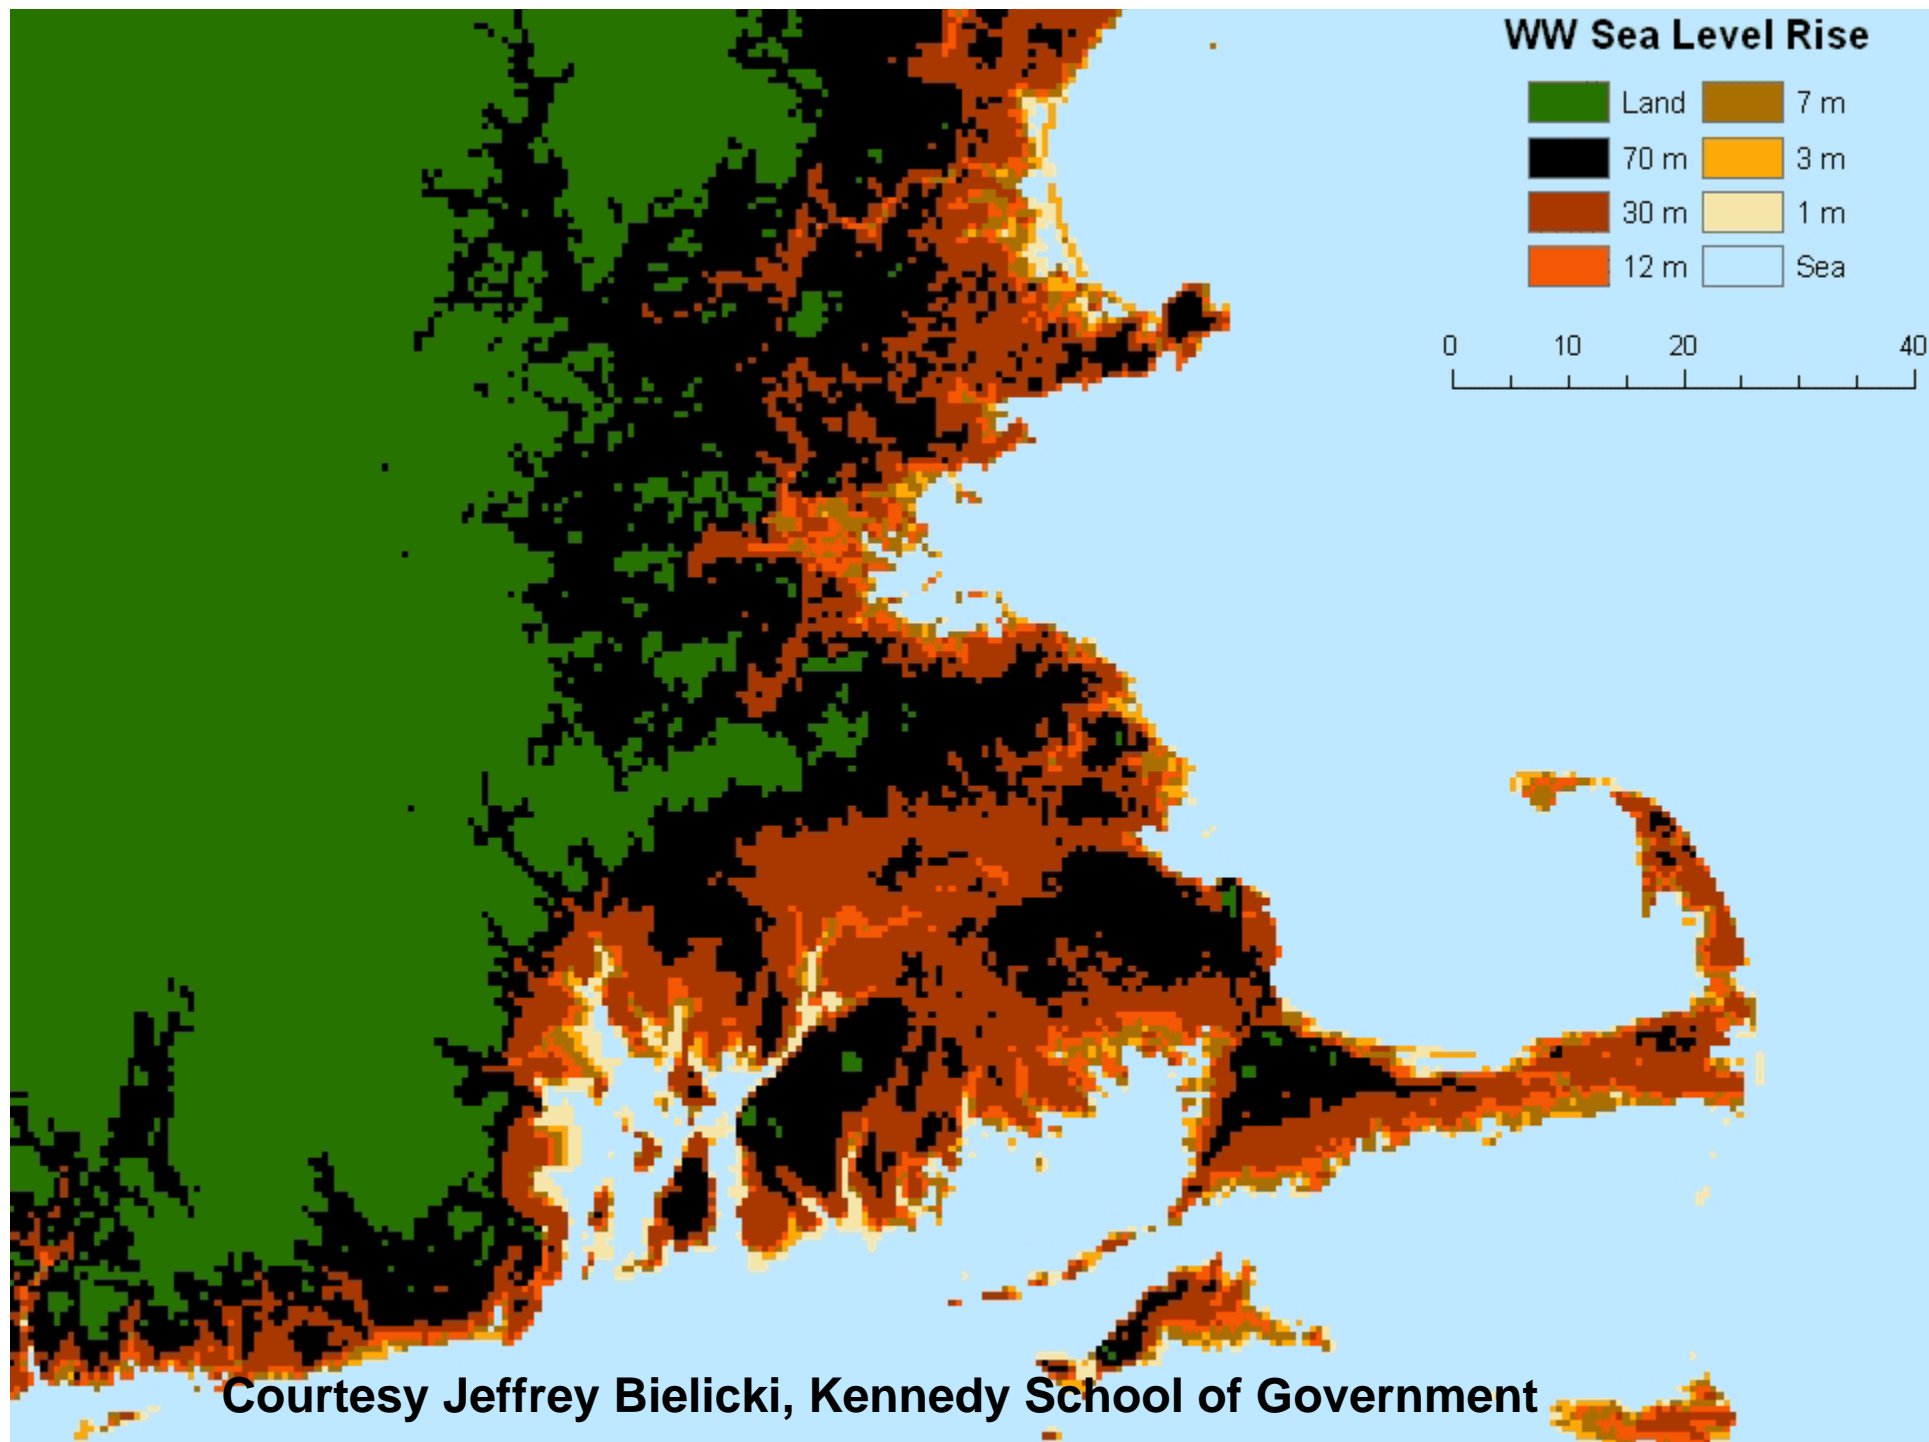 WW Sea Level Rise
Land 7 m
70 m 3 m
30 m 1 m
12 m Sea
0 10 20 40
Courtesy Jeffrey Bielicki, Kennedy School of Government